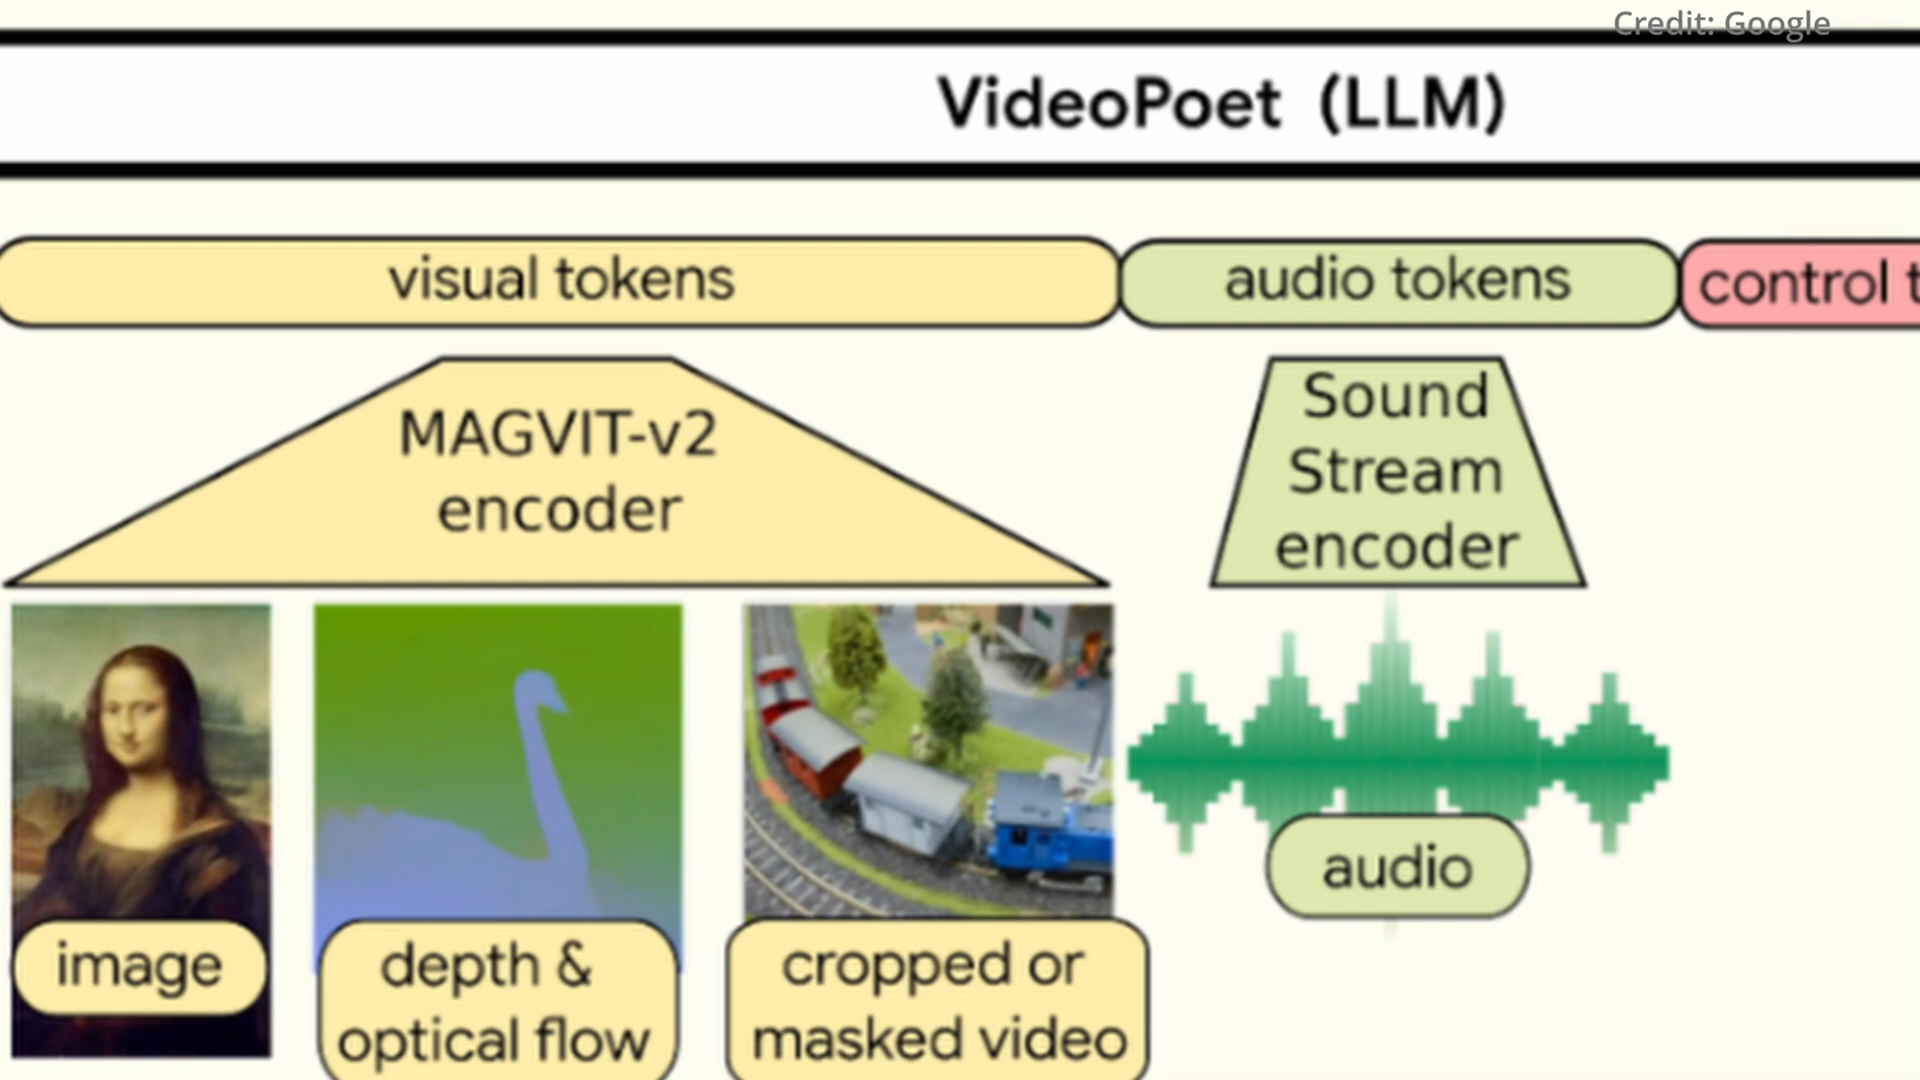 Credit: Google
VideoPoet (LLM)
visual tokens
audio tokens
control t
MAGVIT-v2
encoder
Sound
Stream
encoder
image
depth &
optical flow
cropped or
masked video
audio